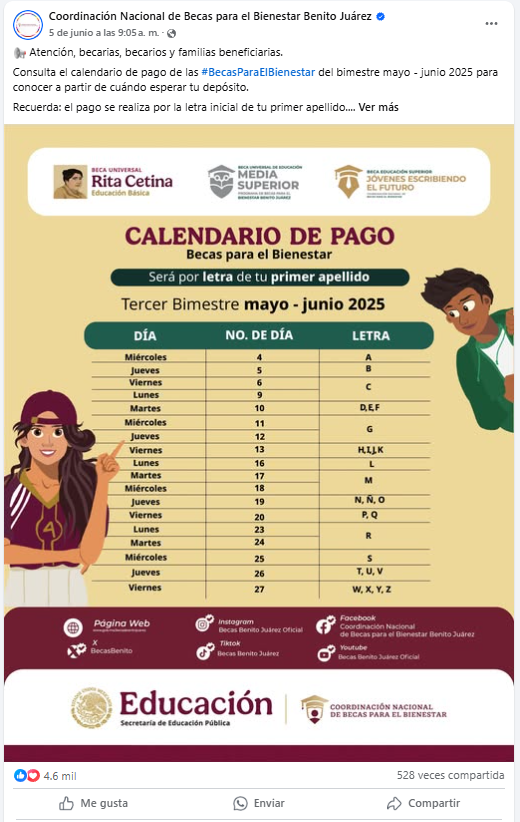 Coordinación Nacional de Becas para el Bienestar Benito Juárez
5 de junio a las 9:05 a. m. ·
Atención, becarias, becarios y familias beneficiarias.
Consulta el calendario de pago de las #BecasParaElBienestar del bimestre mayo - junio 2025 para
conocer a partir de cuándo esperar tu depósito.
Recuerda: el pago se realiza por la letra inicial de tu primer apellido.... Ver más
BECA UNIVERSAL
Rita Cetina
Educación Básica
BECA UNIVERSAL DE EDUCACIÓN
MEDIA
SUPERIOR
PROGRAMA DE BECAS PARA EL
BIENESTAR BENITO JUÁREZ
BECA EDUCACIÓN SUPERIOR
JÓVENES ESCRIBIENDO
EL FUTURO
CALENDARIO DE PAGO
Becas para el Bienestar
Será por letra de tu primer apellido
Tercer Bimestre mayo - junio 2025
DÍA NO. DE DÍA LETRA
Miércoles 4 A
Jueves 5 B
Viernes 6 C
Lunes 9
Martes 10 D,E,F
Miércoles 11 G
Jueves 12
Viernes 13 H,I,J,K
Lunes 16 L
Martes 17 M
Miércoles 18
Jueves 19 N, Ñ, O
Viernes 20 P, Q
Lunes 23 R
Martes 24
Miércoles 25 S
Jueves 26 T, U, V
Viernes 27 W, X, Y, Z
Página Web
X
BecasBenito
Instagram
Becas Benito Juárez Oficial
Tiktok
Becas Benito Juárez
Facebook
Coordinación Nacional
de Becas para el Bienestar Benito Juárez
Youtube
Becas Benito Juárez Oficial
Educación
Secretaría de Educación Pública
COORDINACIÓN NACIONAL
DE BECAS PARA EL BIENESTAR
4.6 mil
528 veces compartida
Me gusta
Enviar
Compartir